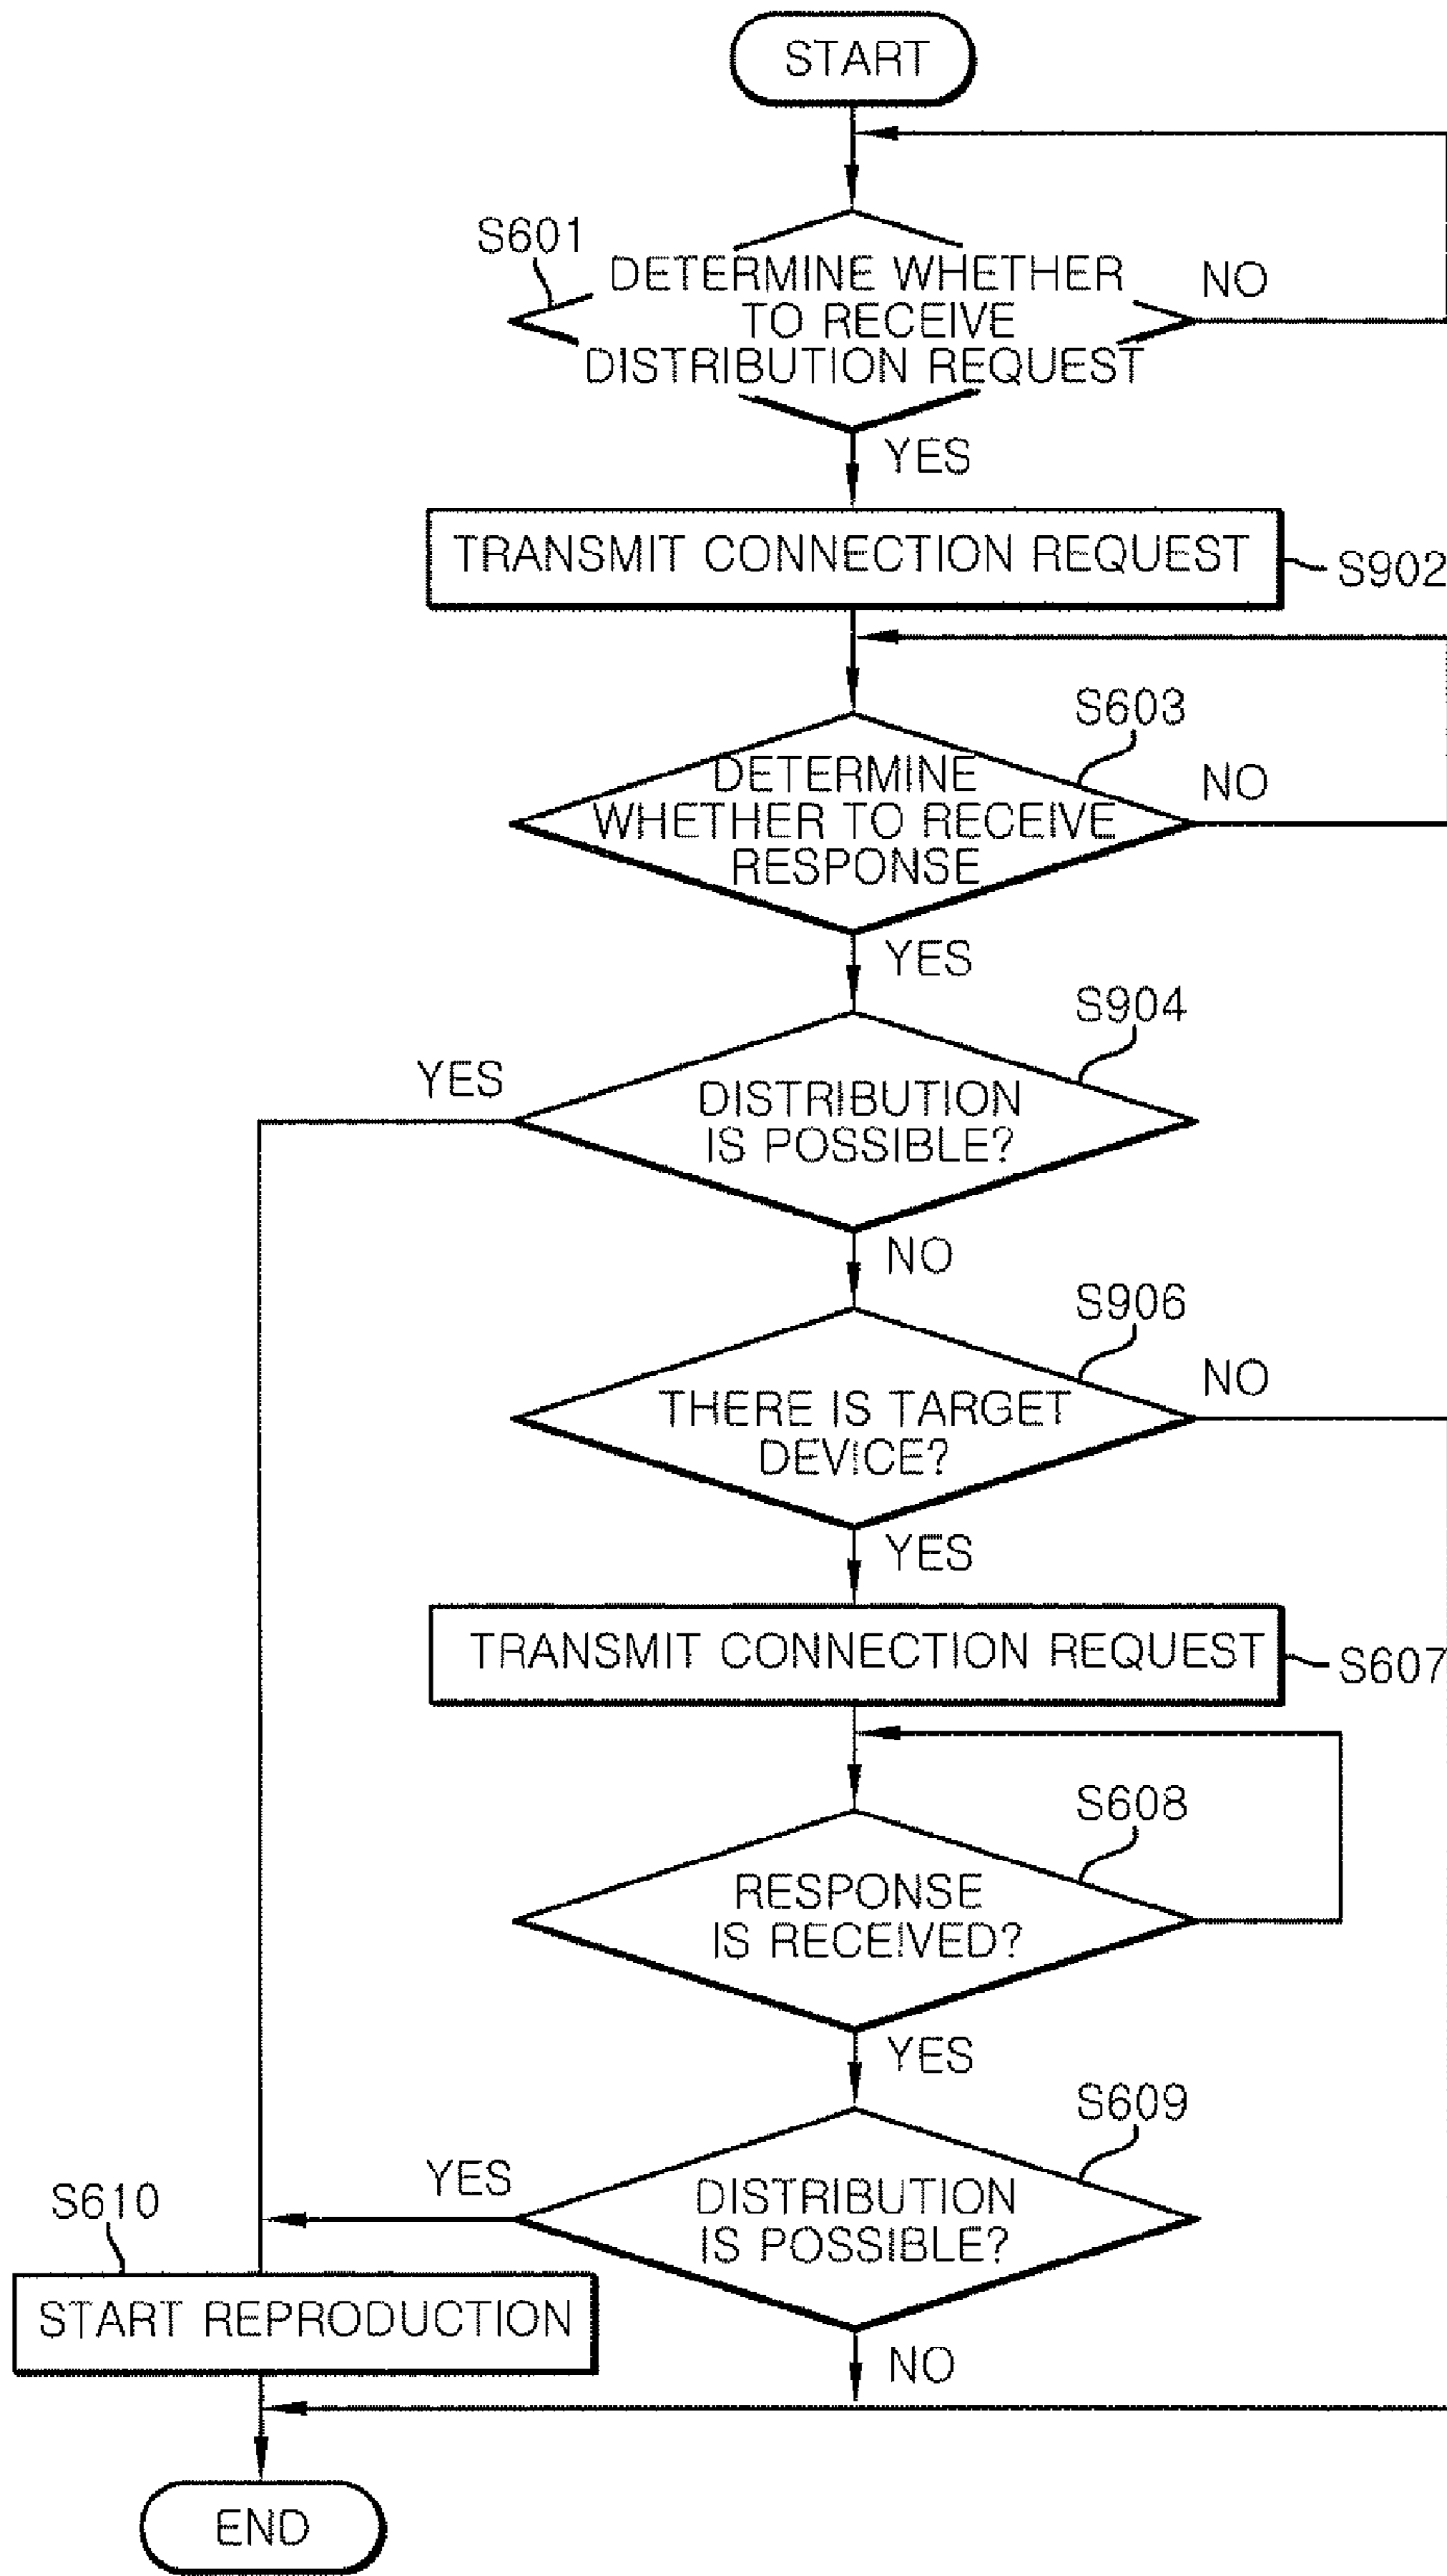 START
S601
DETERMINE WHETHER
TO RECEIVE
DISTRIBUTION REQUEST
NO
YES
TRANSMIT CONNECTION REQUEST
S902
S603
DETERMINE
WHETHER TO RECEIVE
RESPONSE
NO
YES
S904
YES
DISTRIBUTION
IS POSSIBLE?
NO
S906
THERE IS TARGET
DEVICE?
NO
YES
TRANSMIT CONNECTION REQUEST
S607
S608
RESPONSE
IS RECEIVED?
YES
S609
YES
DISTRIBUTION
IS POSSIBLE?
S610
START REPRODUCTION
NO
END